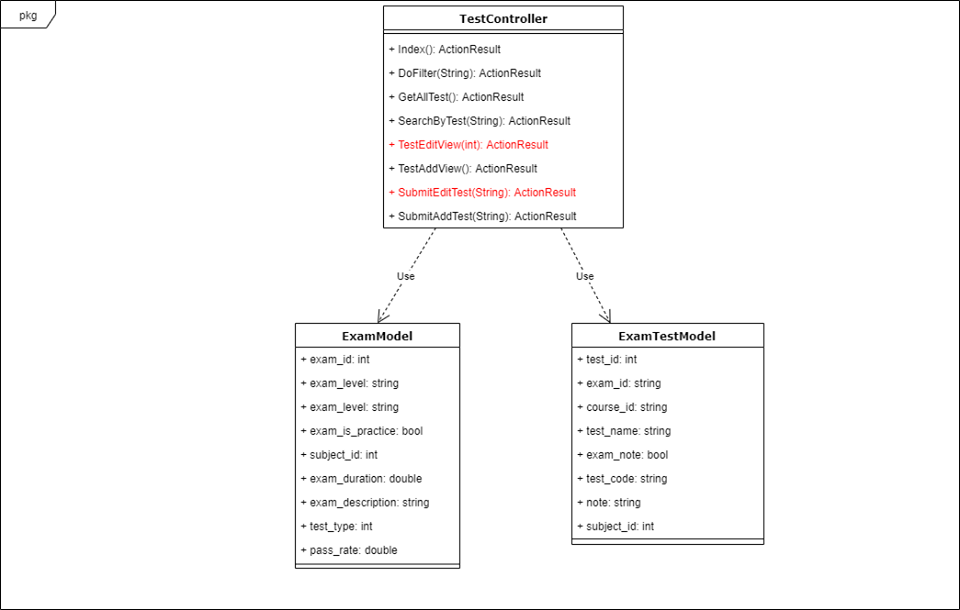 pkg
TestController
+ Index(): ActionResult
+ DoFilter(String): ActionResult
+ GetAllTest(): ActionResult
+ SearchByTest(String): ActionResult
+ TestEditView(int): ActionResult
+ TestAddView(): ActionResult
+ SubmitEditTest(String): ActionResult
+ SubmitAddTest(String): ActionResult
Use
Use
ExamModel
+ exam_id: int
+ exam_level: string
+ exam_level: string
+ exam_is_practice: bool
+ subject_id: int
+ exam_duration: double
+ exam_description: string
+ test_type: int
+ pass_rate: double
ExamTestModel
+ test_id: int
+ exam_id: string
+ course_id: string
+ test_name: string
+ exam_note: bool
+ test_code: string
+ note: string
+ subject_id: int